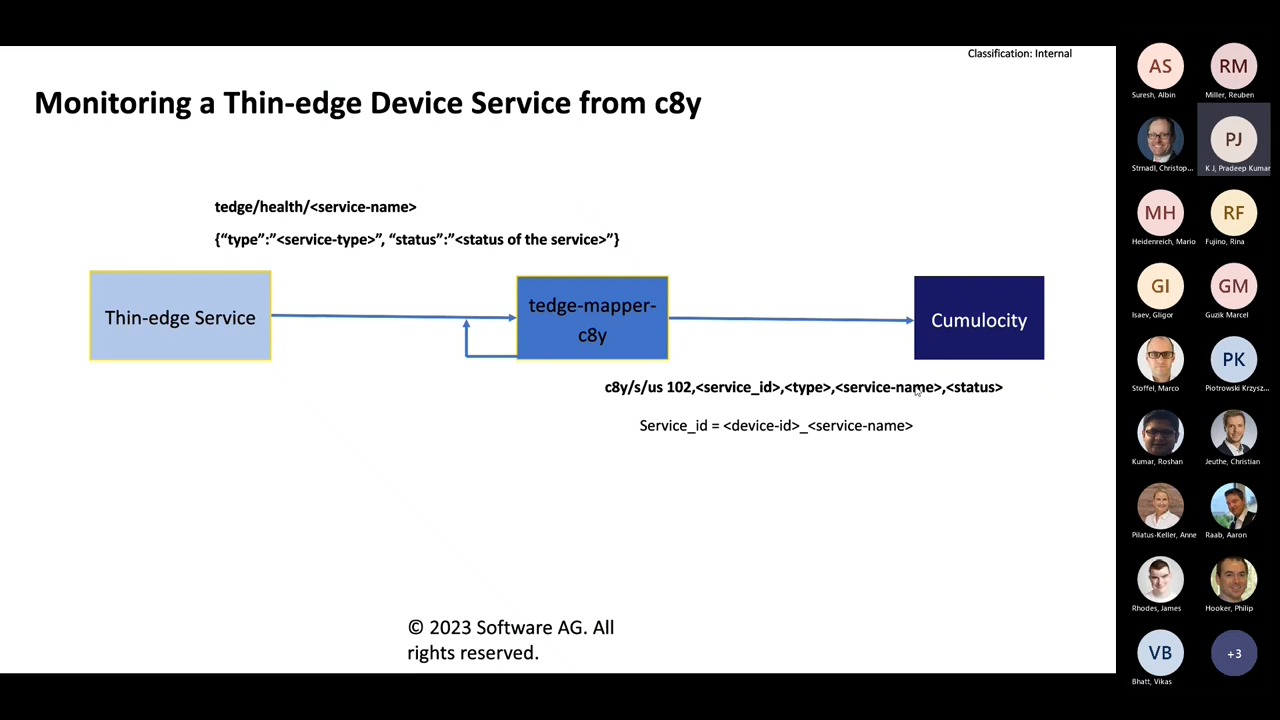 Classification: Internal
Monitoring a Thin-edge Device Service from c8y
tedge/health/<service-name>
{“type”:”<service-type>”, “status”:”<status of the service>”}
Thin-edge Service
tedge-mapper-
c8y
Cumulocity
c8y/s/us 102,<service_id>,<type>,<service-name>,<status>
Service_id = <device-id>_<service-name>
© 2023 Software AG. All
rights reserved.
AS
Suresh, Albin
RM
Miller, Reuben
Strnadl, Christop...
PJ
K J, Pradeep Kumar
MH
Heidenreich, Mario
RF
Fujino, Rina
GI
Isaev, Gligor
GM
Guzik Marcel
Stoffel, Marco
PK
Piotrowski Krzysz...
Kumar, Roshan
Jeuthe, Christian
Pilatus-Keller, Anne
Raab, Aaron
Rhodes, James
Hooker, Philip
VB
Bhatt, Vikas
+3